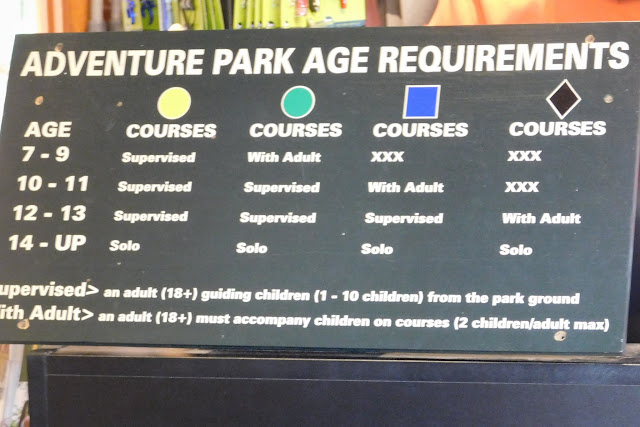 ADVENTURE PARK AGE REQUIREMENTS
AGE COURSES COURSES COURSES COURSES
7 - 9 Supervised With Adult XXX XXX
10 - 11 Supervised Supervised With Adult XXX
12 - 13 Supervised Supervised Supervised With Adult
14 - UP Solo Solo Solo Solo
upervised> an adult (18+) guiding children (1 - 10 children) from the park ground
ith Adult> an adult (18+) must accompany children on courses (2 children/adult max)